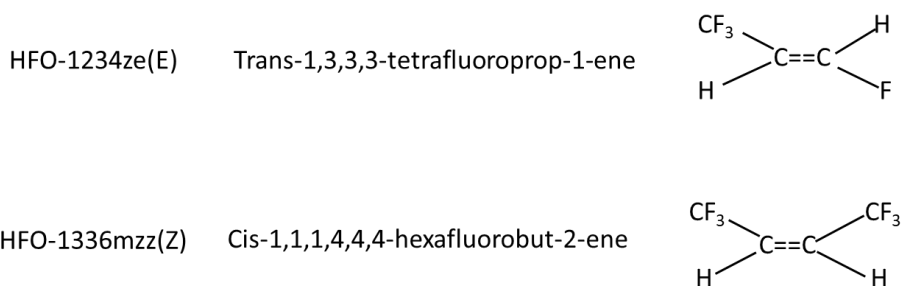 HFO-1234ze(E) Trans-1,3,3,3-tetrafluoroprop-1-ene
CF₃ H
C==C
H F
HFO-1336mzz(Z) Cis-1,1,1,4,4,4-hexafluorobut-2-ene
CF₃ CF₃
C==C
H H